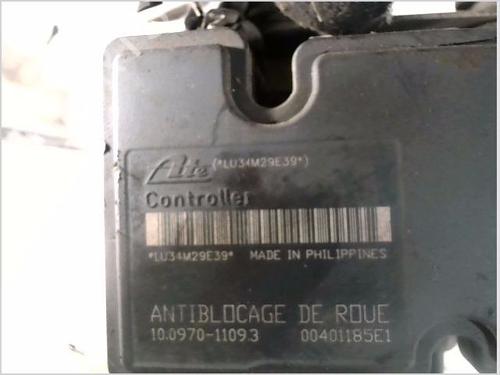 Ate (*LU34M29E39*)
Controller
*LU34M29E39* MADE IN PHILIPPINES
ANTIBLOCAGE DE ROUE
10.0970-1109.3 00401185E1